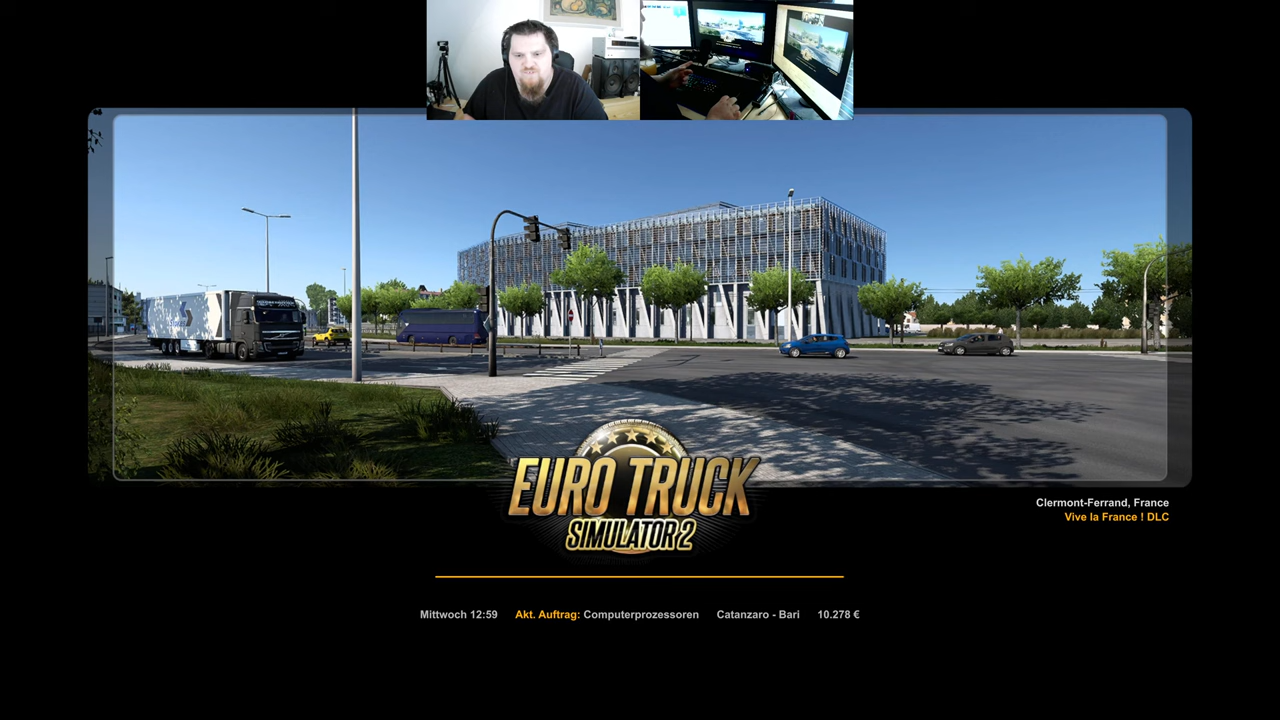 EURO TRUCK
SIMULATOR 2
Clermont-Ferrand, France
Vive la France ! DLC
Mittwoch 12:59 Akt. Auftrag: Computerprozessoren Catanzaro - Bari 10.278 €